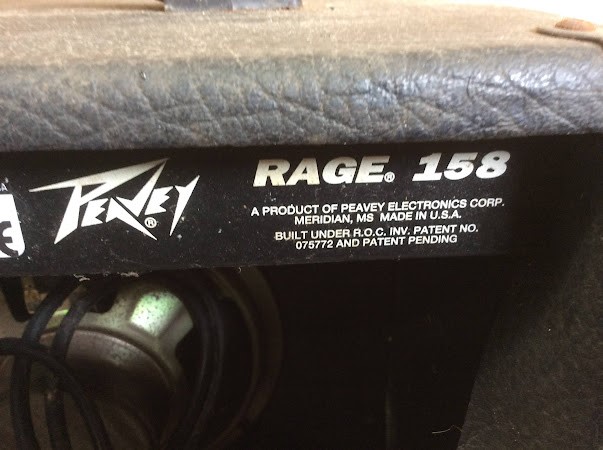 PEAVEY®
RAGE® 158
A PRODUCT OF PEAVEY ELECTRONICS CORP.
MERIDIAN, MS MADE IN U.S.A.
BUILT UNDER R.O.C. INV. PATENT NO.
075772 AND PATENT PENDING